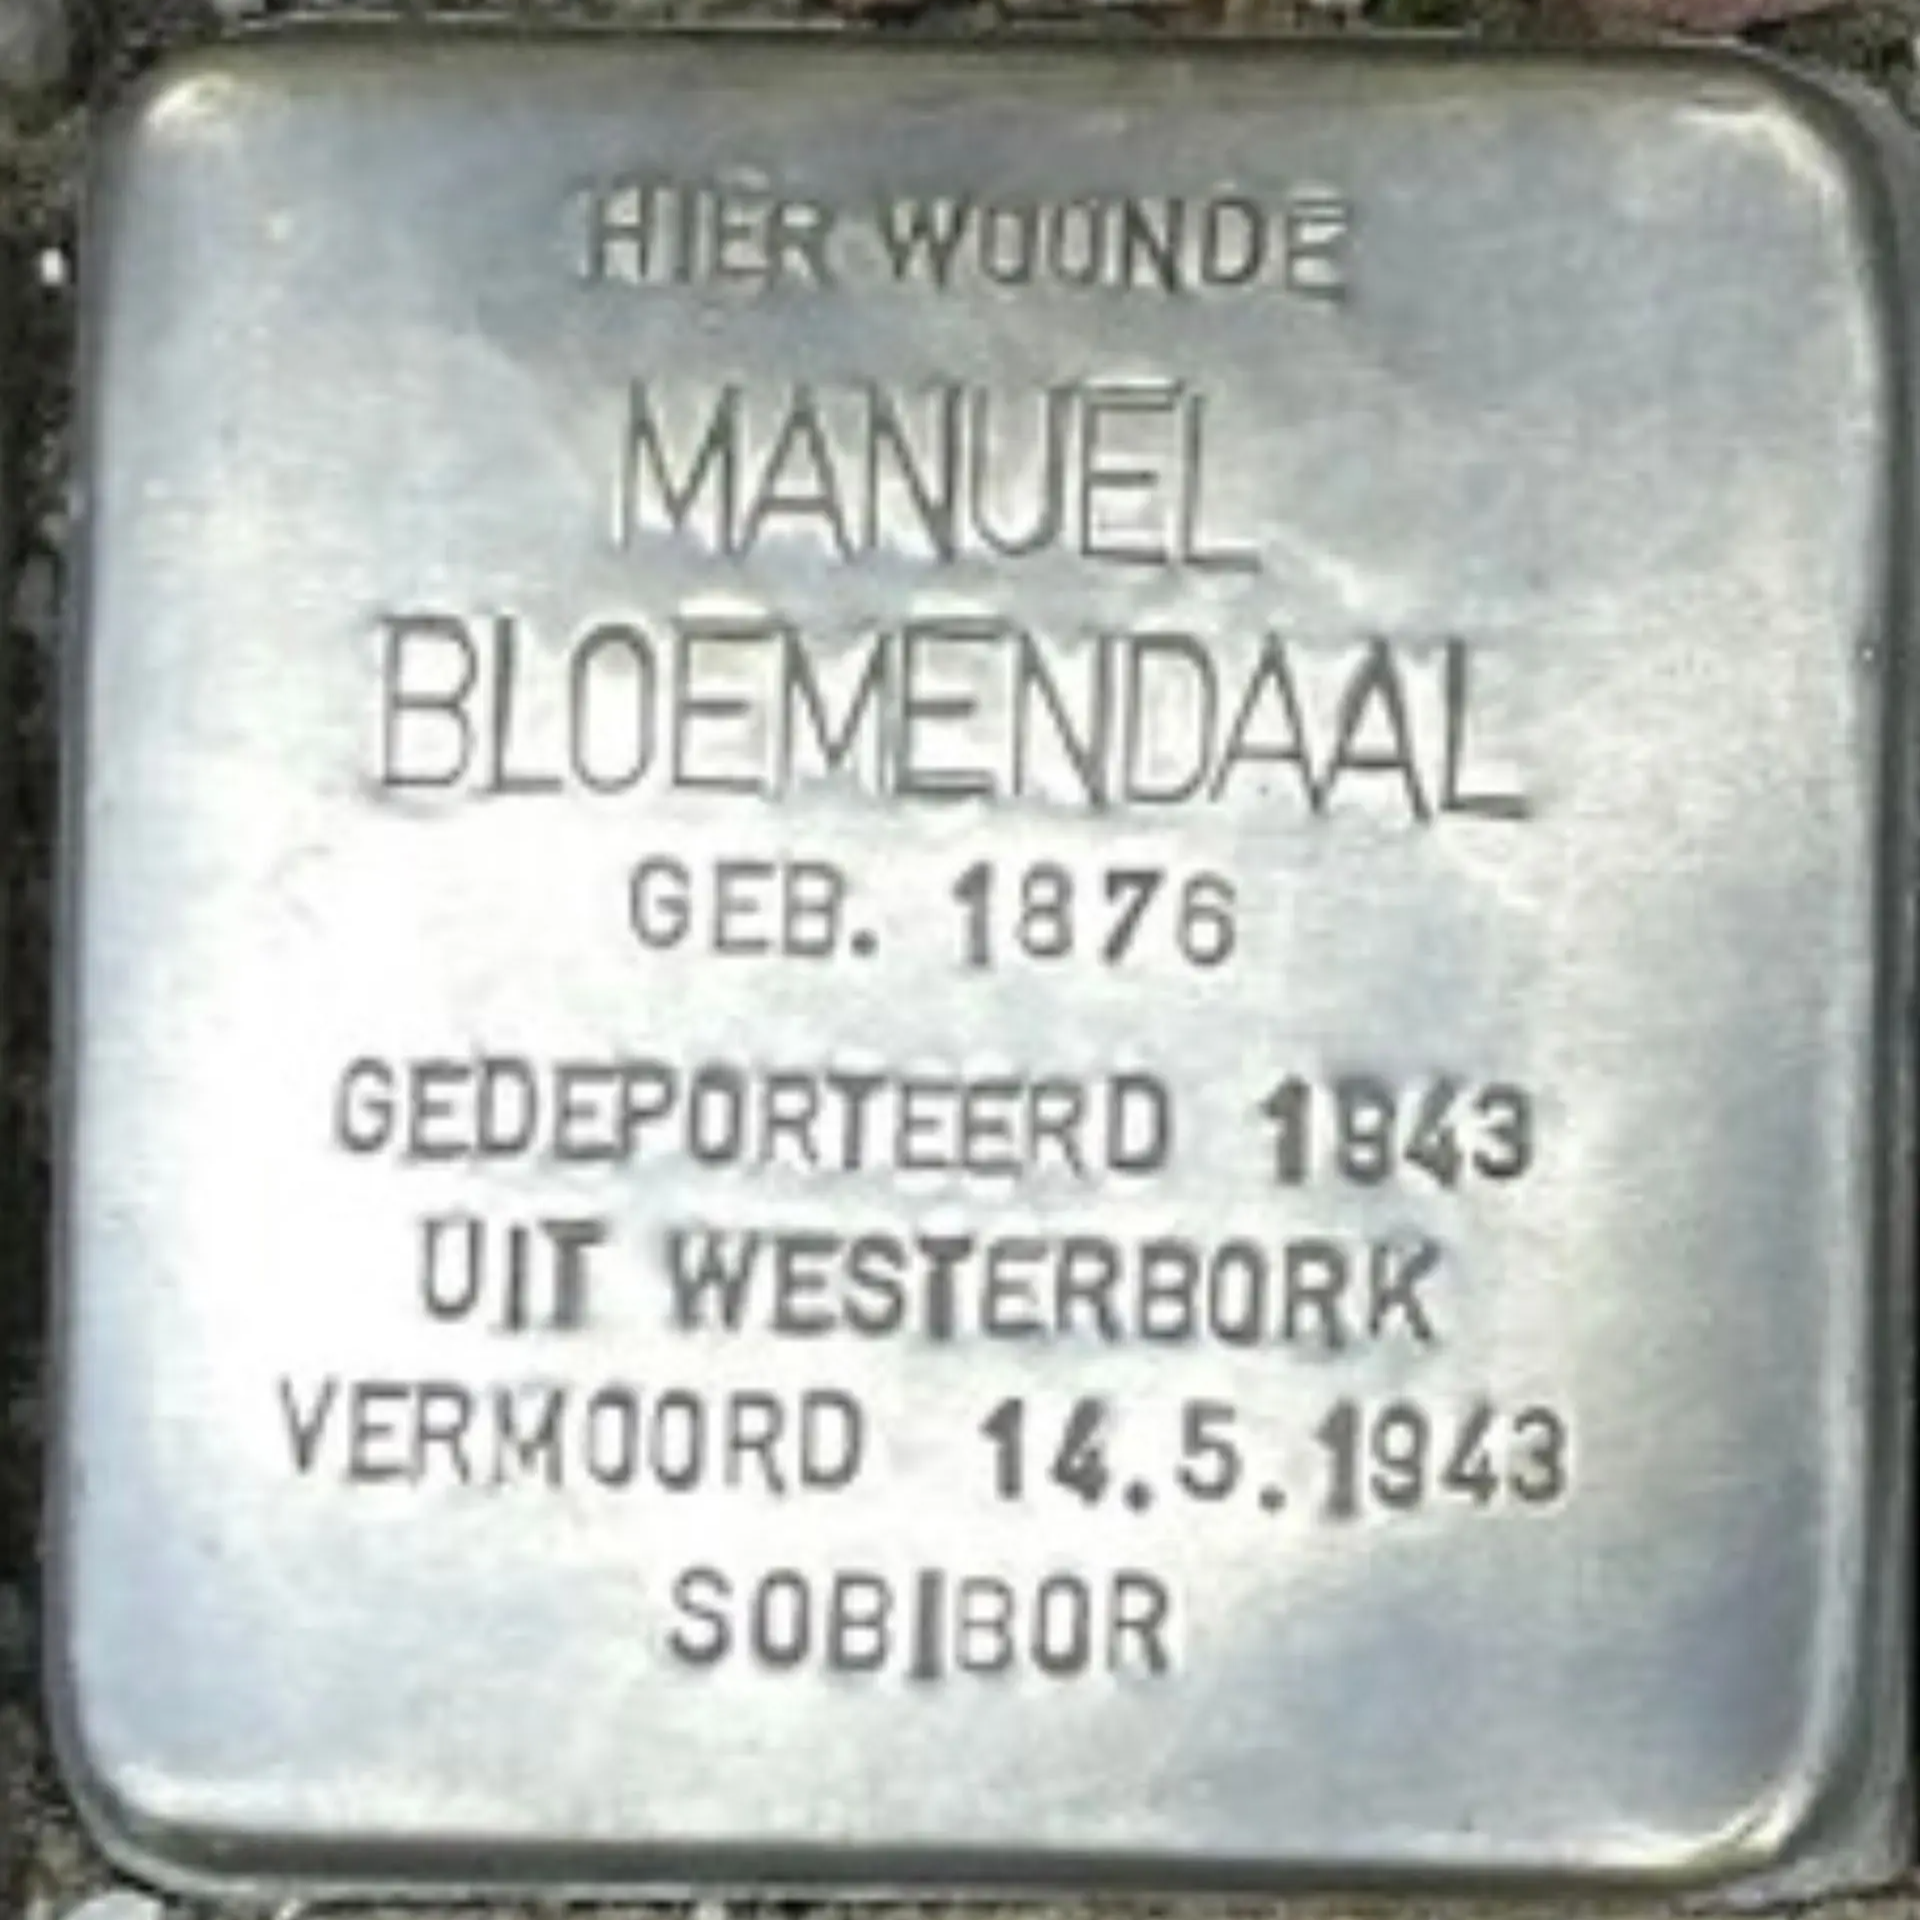 HIER WOONDE
MANUEL
BLOEMENDAAL
GEB. 1876
GEDEPORTEERD 1943
UIT WESTERBORK
VERMOORD 14.5.1943
SOBIBOR